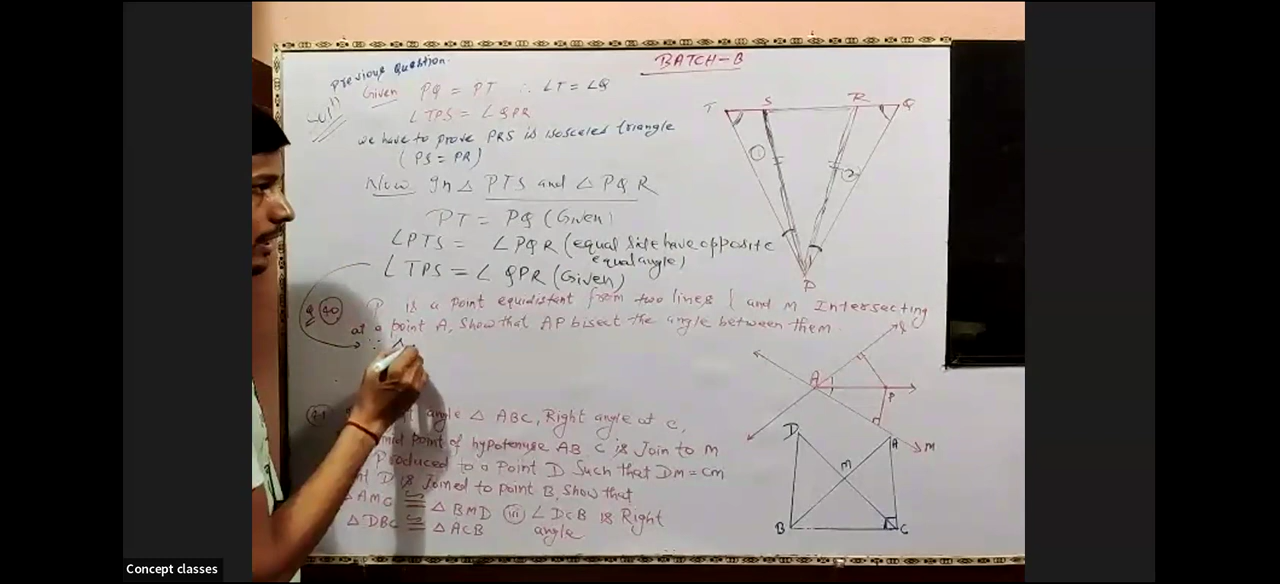 BATCH-B
Previous Question.
Given PQ = PT ∴ ∠T = ∠Q
∠TPS = ∠QPR
we have to prove PRS is isosceles triangle
(PS = PR)
Now In △ PTS and △ PQR
PT = PQ (Given)
∠PTS = ∠PQR (equal side have opposite
equal angle)
∠TPS = ∠QPR (Given)
T S R Q
1 2
P
Q 40 P is a point equidistant from two lines l and M Intersecting
at a point A, Show that AP bisect the angle between them.
∴ △
l
A P
M
angle △ ABC, Right angle at C,
mid point of hypotenuse AB C is Join to M
Produced to a Point D Such that DM = CM
D is Joined to point B, Show that
△AMC ≅ △BMD (iii) ∠DCB is Right
△DBC ≅ △ACB angle
D A
M
B C
Concept classes